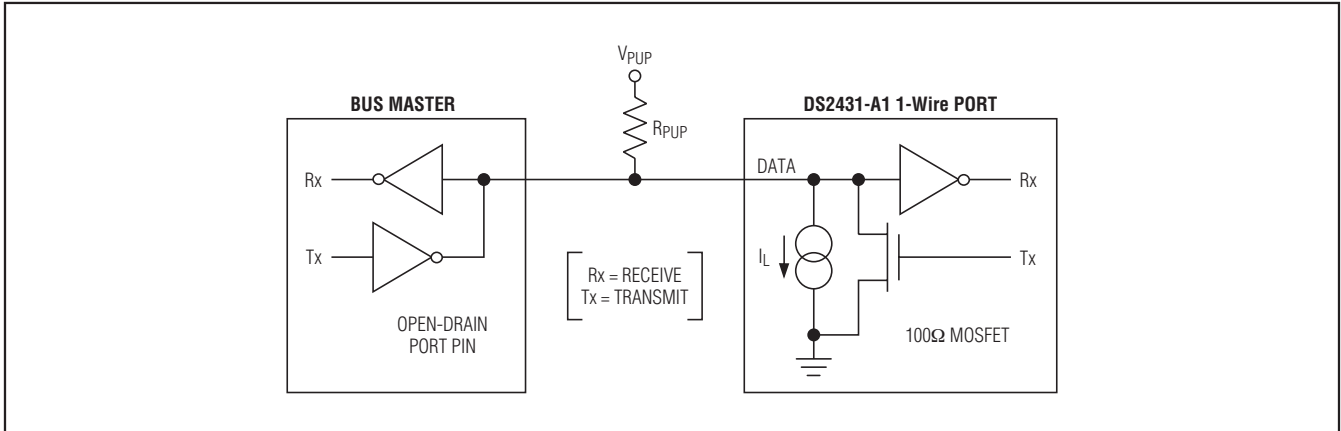 VPUP
BUS MASTER
DS2431-A1 1-Wire PORT
RPUP
Rx
DATA
Rx
Tx
IL
Tx
Rx = RECEIVE
Tx = TRANSMIT
OPEN-DRAIN
PORT PIN
100Ω MOSFET